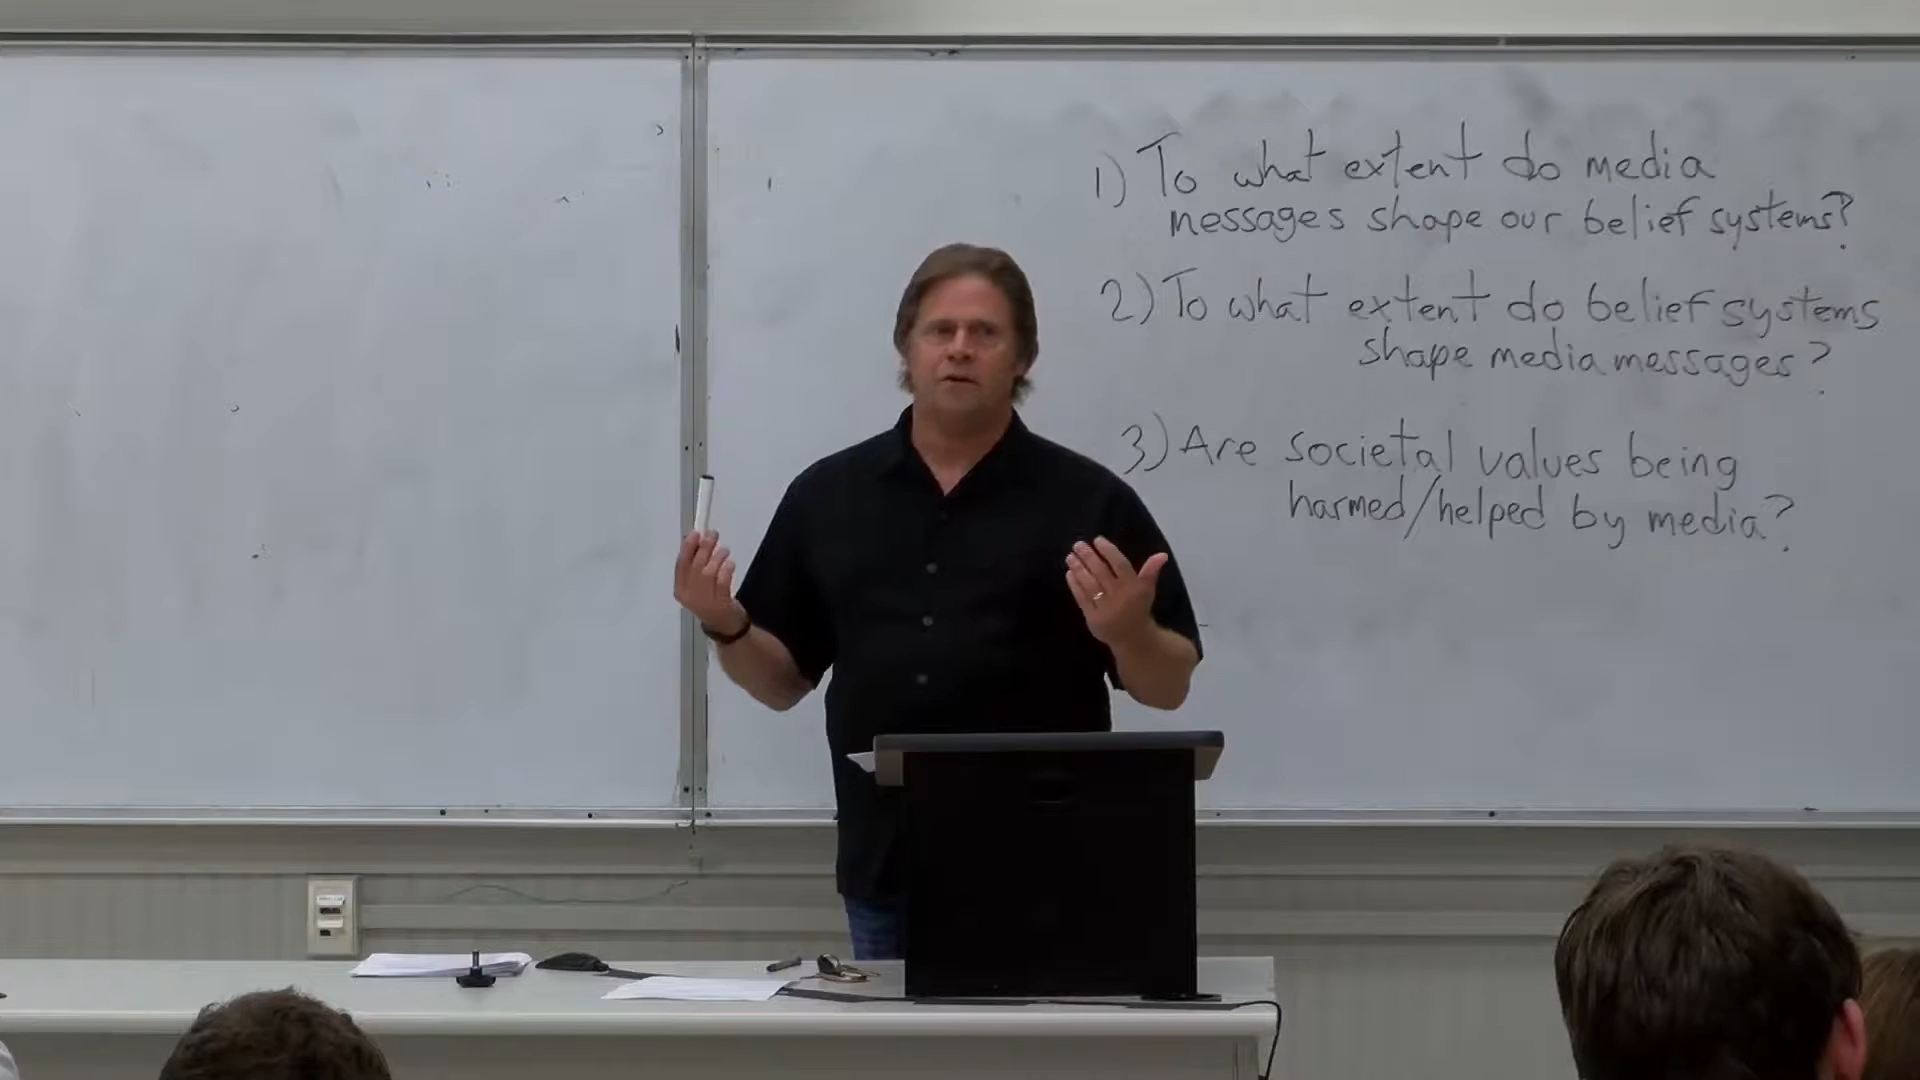 1) To what extent do media
messages shape our belief systems?
2) To what extent do belief systems
shape media messages?
3) Are societal values being
harmed/helped by media?